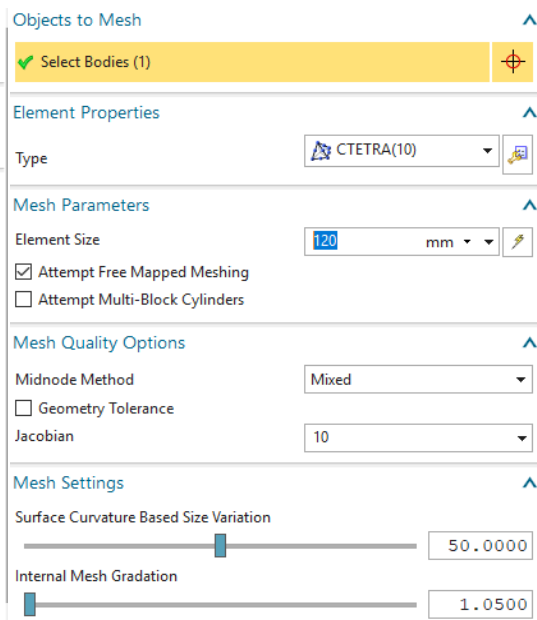 Objects to Mesh
Select Bodies (1)
Element Properties
Type CTETRA(10)
Mesh Parameters
Element Size 120 mm
Attempt Free Mapped Meshing
Attempt Multi-Block Cylinders
Mesh Quality Options
Midnode Method Mixed
Geometry Tolerance
Jacobian 10
Mesh Settings
Surface Curvature Based Size Variation
50.0000
Internal Mesh Gradation
1.0500